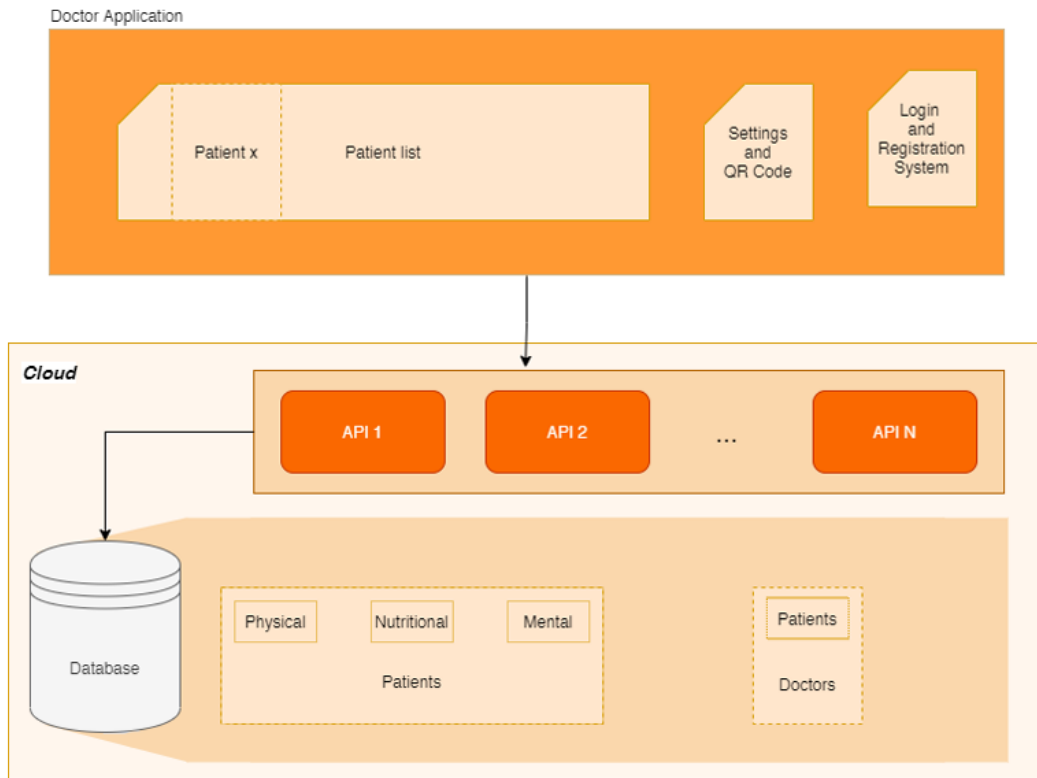 Doctor Application
Patient x
Patient list
Settings
and
QR Code
Login
and
Registration
System
Cloud
API 1
API 2
...
API N
Database
Physical
Nutritional
Mental
Patients
Patients
Doctors